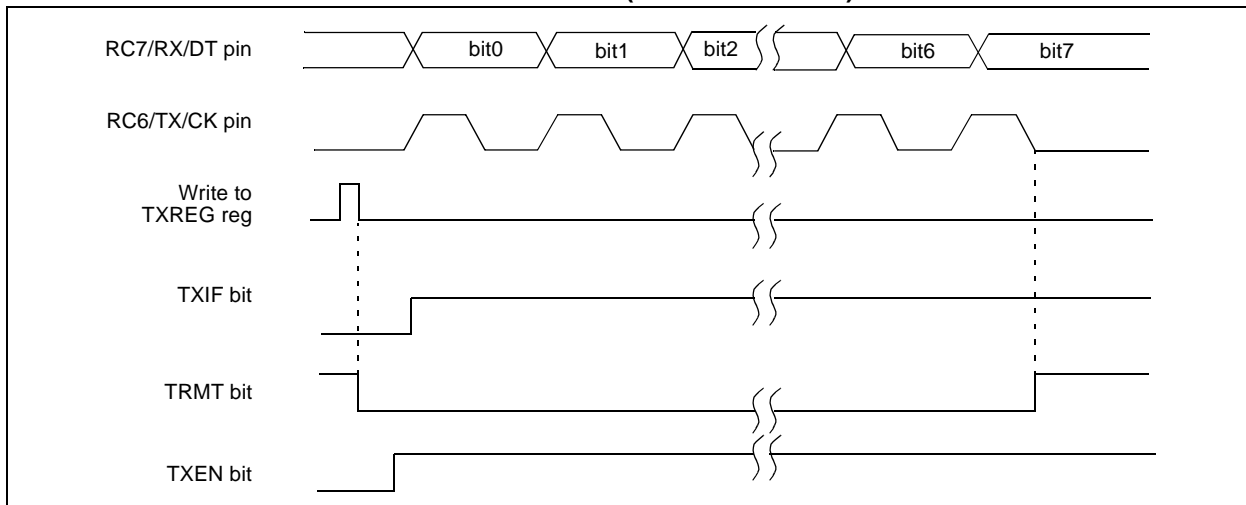 RC7/RX/DT pin
bit0 bit1 bit2 bit6 bit7
RC6/TX/CK pin
Write to
TXREG reg
TXIF bit
TRMT bit
TXEN bit